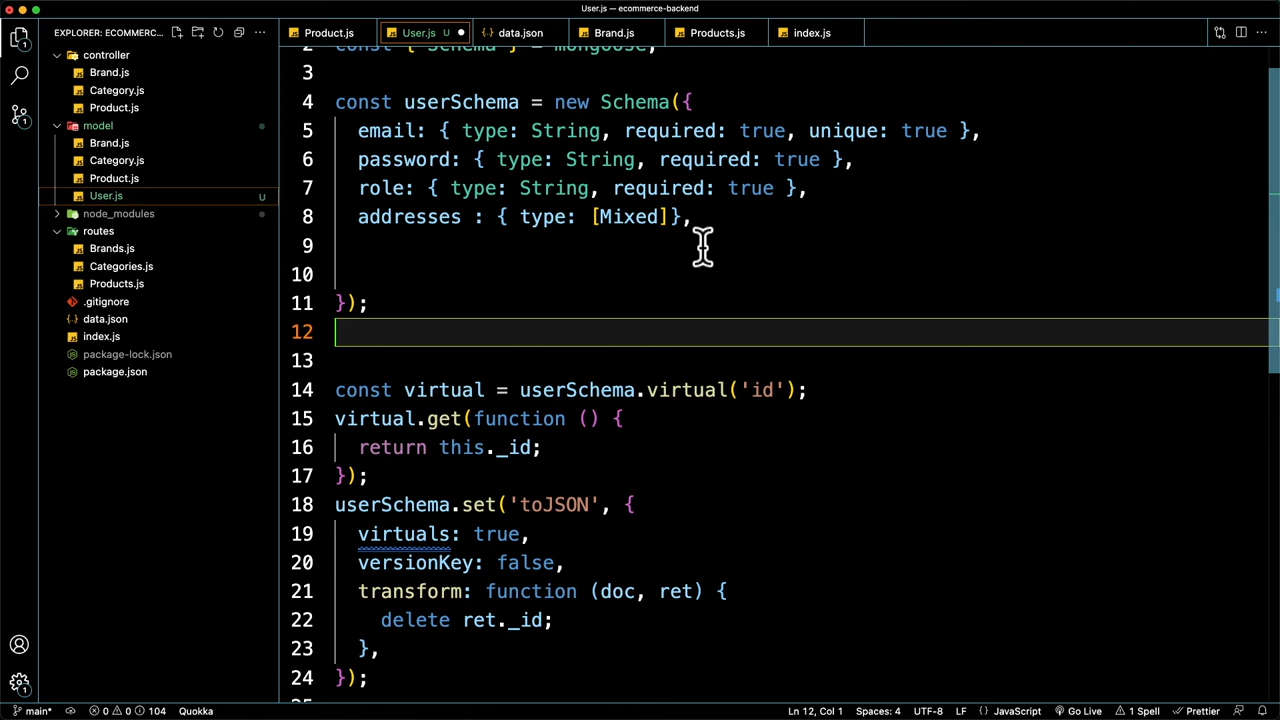 User.js — ecommerce-backend
EXPLORER: ECOMMERC...
Product.js
User.js U
data.json
Brand.js
Products.js
index.js
controller
Brand.js
Category.js
Product.js
model
Brand.js
Category.js
Product.js
User.js U
node_modules
routes
Brands.js
Categories.js
Products.js
.gitignore
data.json
index.js
package-lock.json
package.json
2 const { Schema } = mongoose;
3
4 const userSchema = new Schema({
5 email: { type: String, required: true, unique: true },
6 password: { type: String, required: true },
7 role: { type: String, required: true },
8 addresses : { type: [Mixed]},
9
10
11 });
12
13
14 const virtual = userSchema.virtual('id');
15 virtual.get(function () {
16 return this._id;
17 });
18 userSchema.set('toJSON', {
19 virtuals: true,
20 versionKey: false,
21 transform: function (doc, ret) {
22 delete ret._id;
23 },
24 });
main* 0 0 104 Quokka Ln 12, Col 1 Spaces: 4 UTF-8 LF {} JavaScript Go Live 1 Spell Prettier